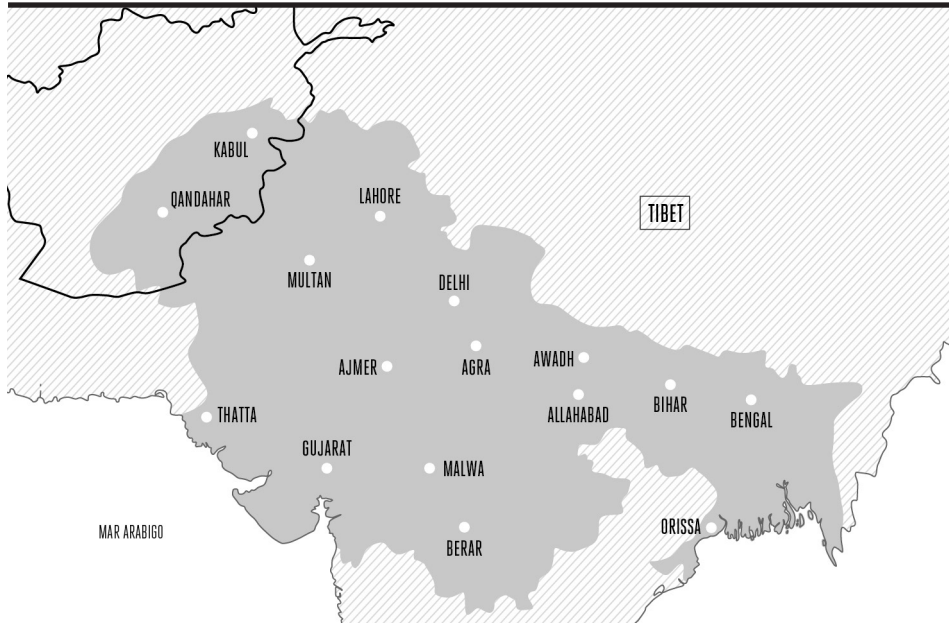 KABUL
QANDAHAR
LAHORE
TIBET
MULTAN
DELHI
AJMER
AGRA
AWADH
BIHAR
ALLAHABAD
BENGAL
THATTA
GUJARAT
MALWA
MAR ARABIGO
ORISSA
BERAR